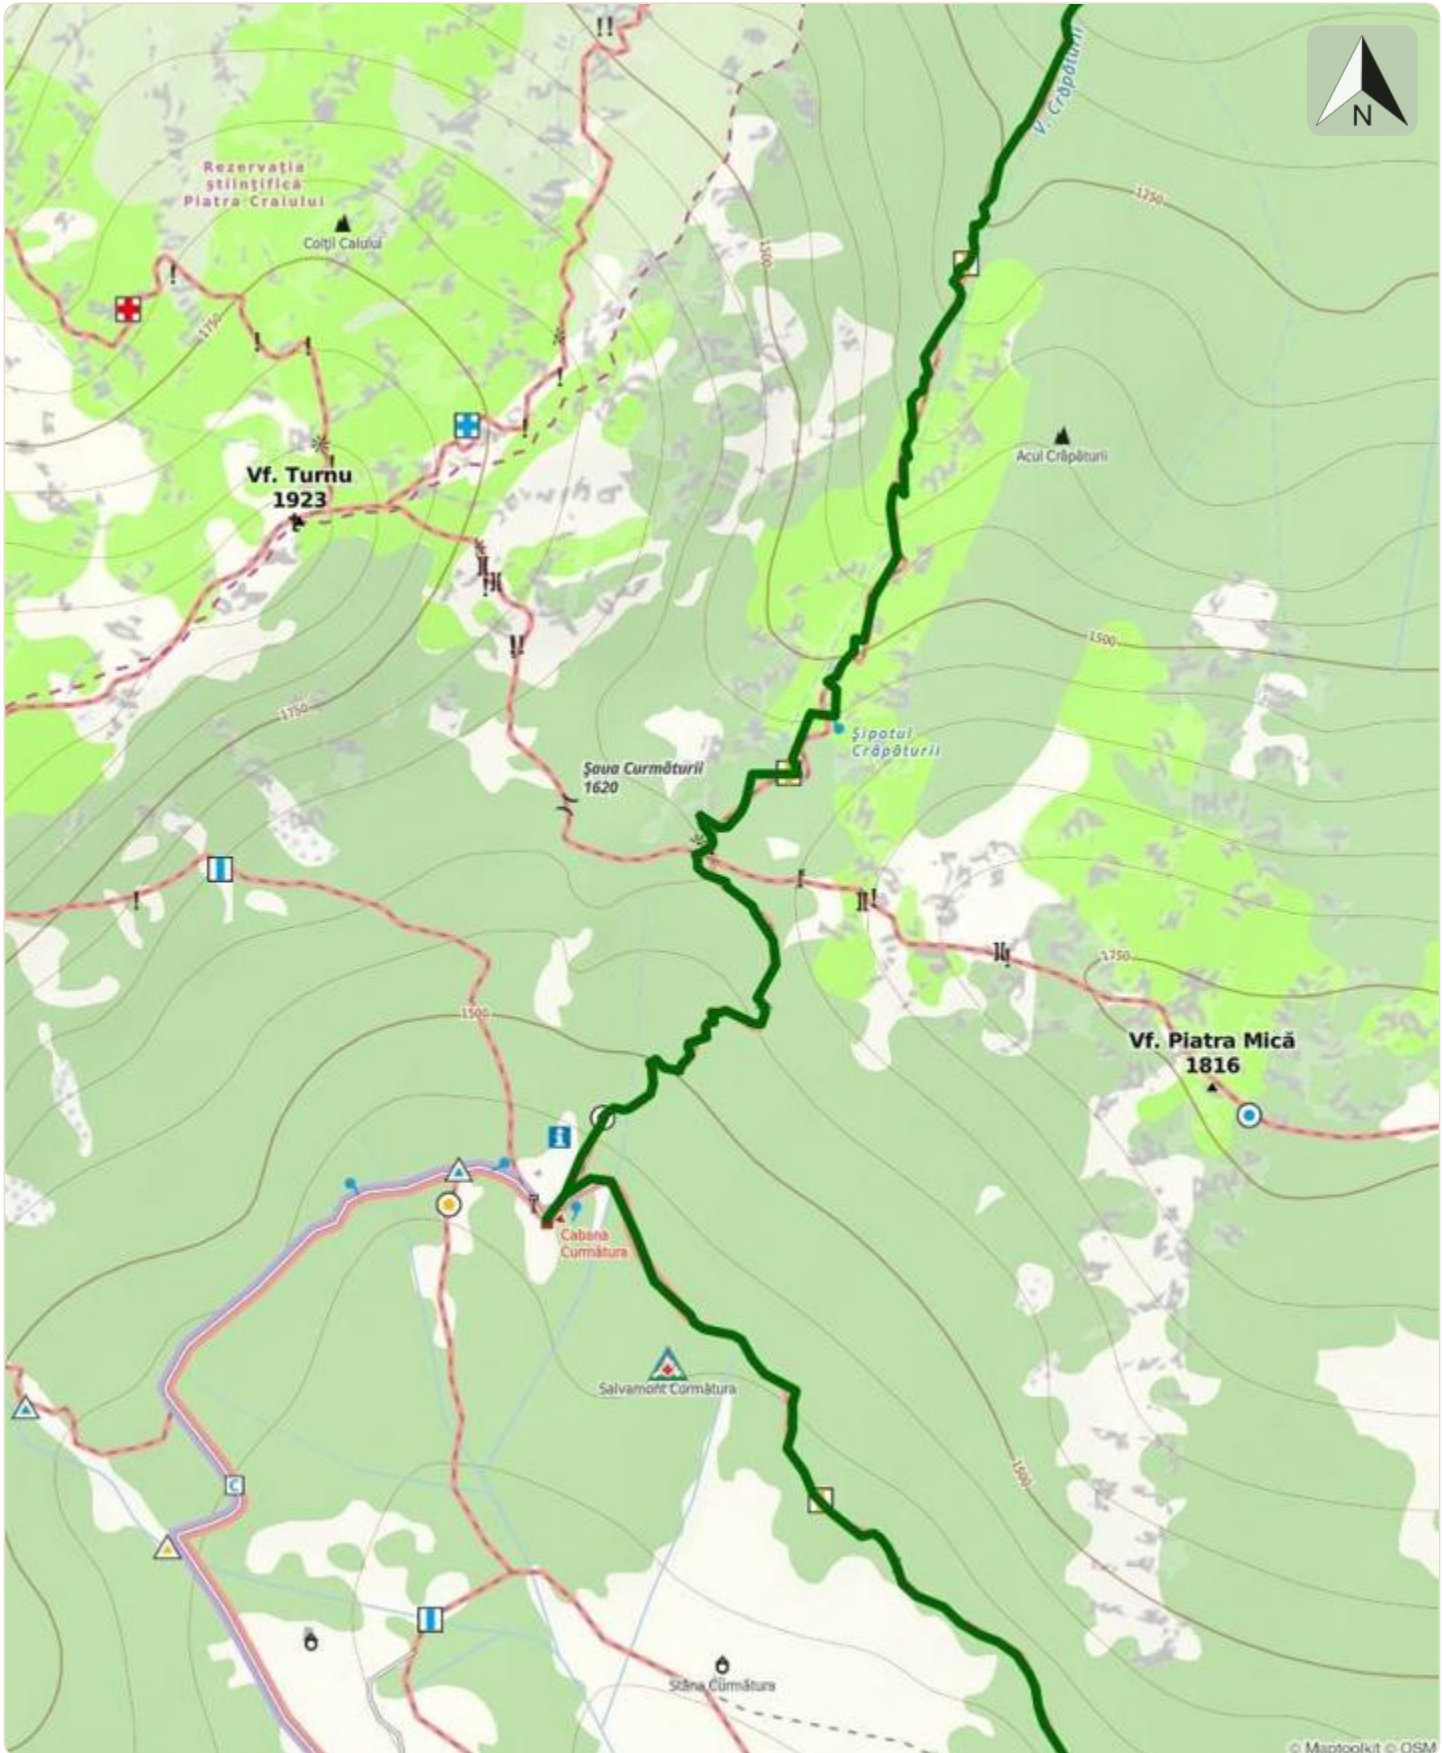 V. Crăpăturii
N
Rezervația
științifică
Piatra Craiului
Colții Caiului
1250
1500
1750
Acul Crăpăturii
Vf. Turnu
1923
1500
1750
Șipotul
Crăpăturii
Șaua Curmăturii
1620
1750
1500
Vf. Piatra Mică
1816
Cabana
Curmătura
Salvamont Curmătura
C
1500
Stâna Curmătura
© Maptoolkit © OSM